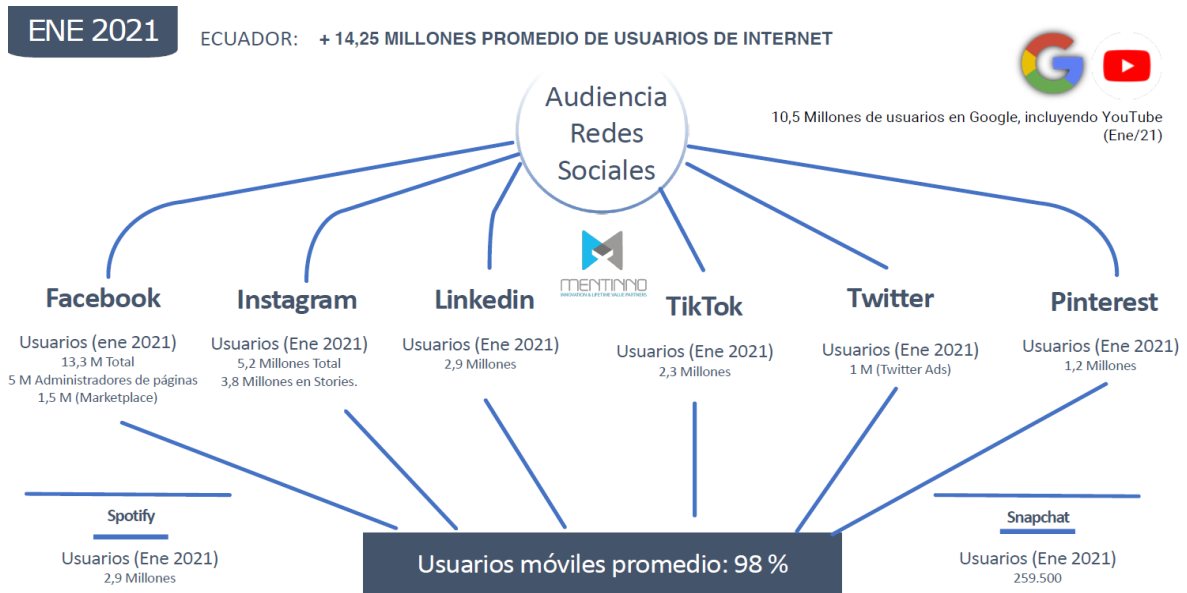 ENE 2021
ECUADOR: + 14,25 MILLONES PROMEDIO DE USUARIOS DE INTERNET
10,5 Millones de usuarios en Google, incluyendo YouTube
(Ene/21)
Audiencia
Redes
Sociales
MENTINNO
INNOVATION & LIFETIME VALUE PARTNERS
Facebook
Usuarios (ene 2021)
13,3 M Total
5 M Administradores de páginas
1,5 M (Marketplace)
Instagram
Usuarios (Ene 2021)
5,2 Millones Total
3,8 Millones en Stories.
Linkedin
Usuarios (Ene 2021)
2,9 Millones
TikTok
Usuarios (Ene 2021)
2,3 Millones
Twitter
Usuarios (Ene 2021)
1 M (Twitter Ads)
Pinterest
Usuarios (Ene 2021)
1,2 Millones
Spotify
Usuarios (Ene 2021)
2,9 Millones
Usuarios móviles promedio: 98 %
Snapchat
Usuarios (Ene 2021)
259.500